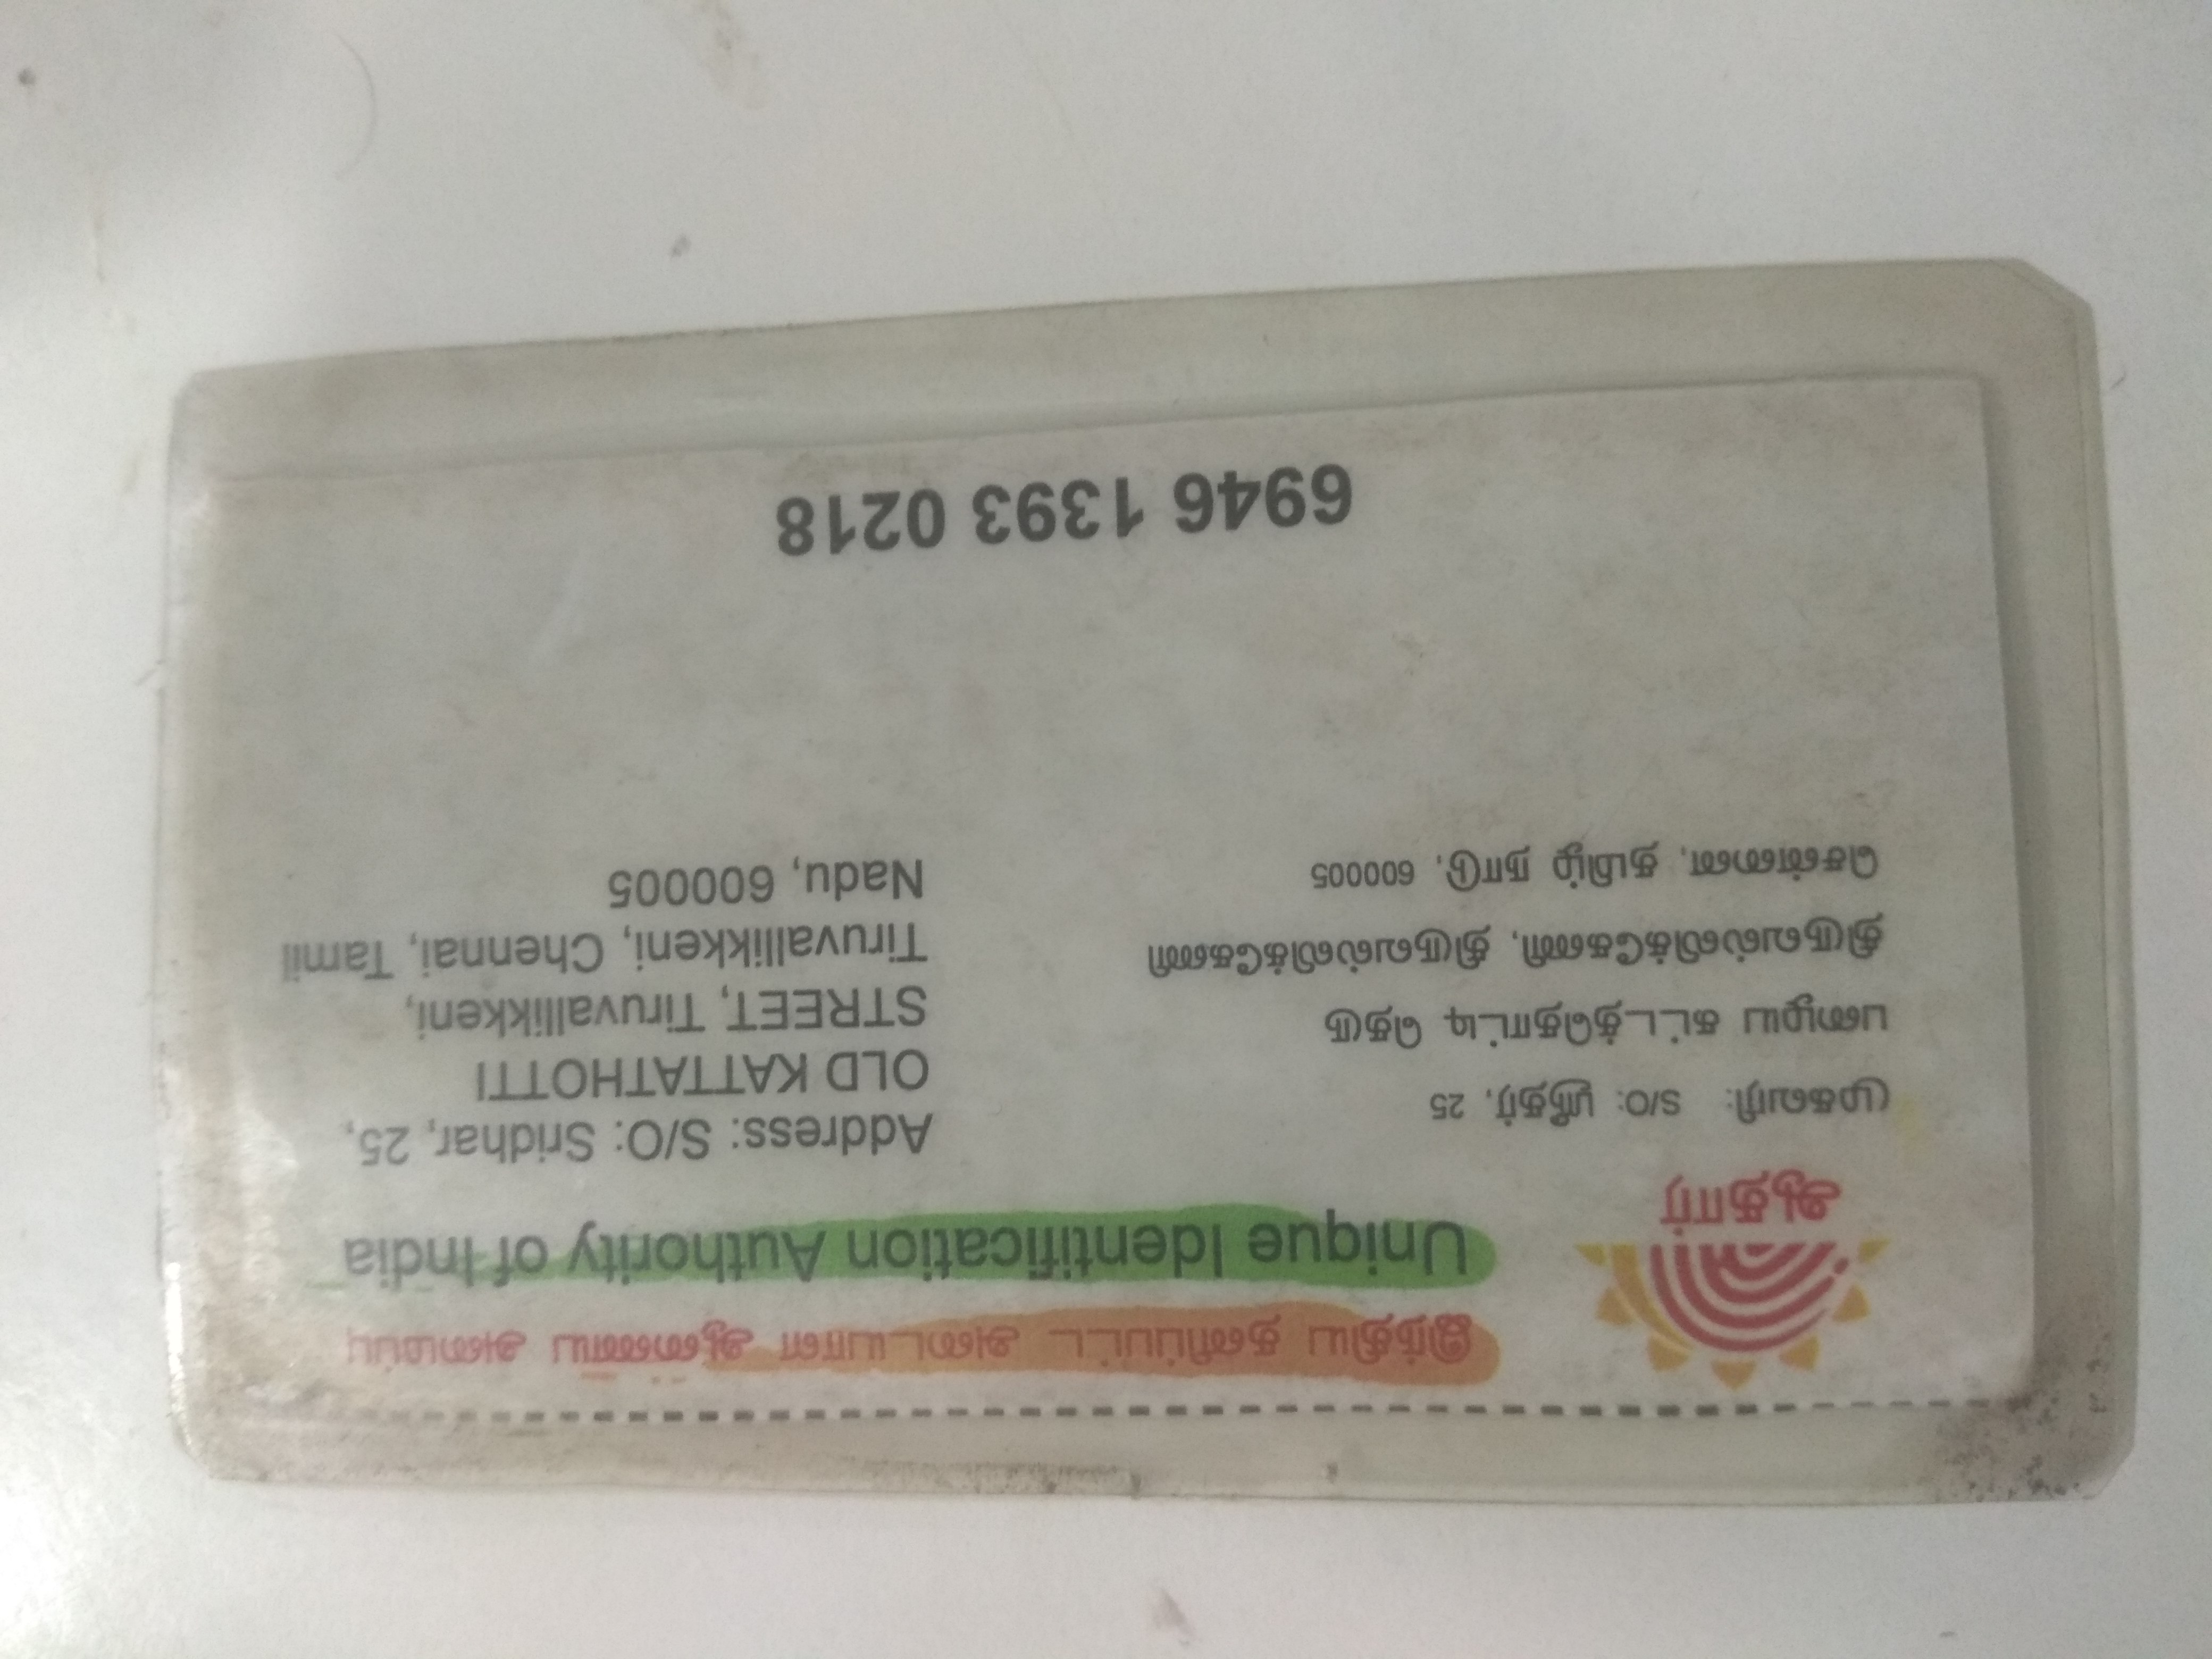 இந்திய தனிப்பட்ட அடையாள ஆணைய அமைப்பு
Unique Identification Authority of India
ஆதார்
முகவரி: S/O: ஸ்ரீதர், 25
பழைய கட்டத்தொட்டி தெரு
திருவல்லிக்கேணி, திருவல்லிக்கேணி
சென்னை, தமிழ் நாடு, 600005
Address: S/O: Sridhar, 25,
OLD KATTATHOTTI
STREET, Tiruvallikkeni,
Tiruvallikkeni, Chennai, Tamil
Nadu, 600005
6946 1393 0218